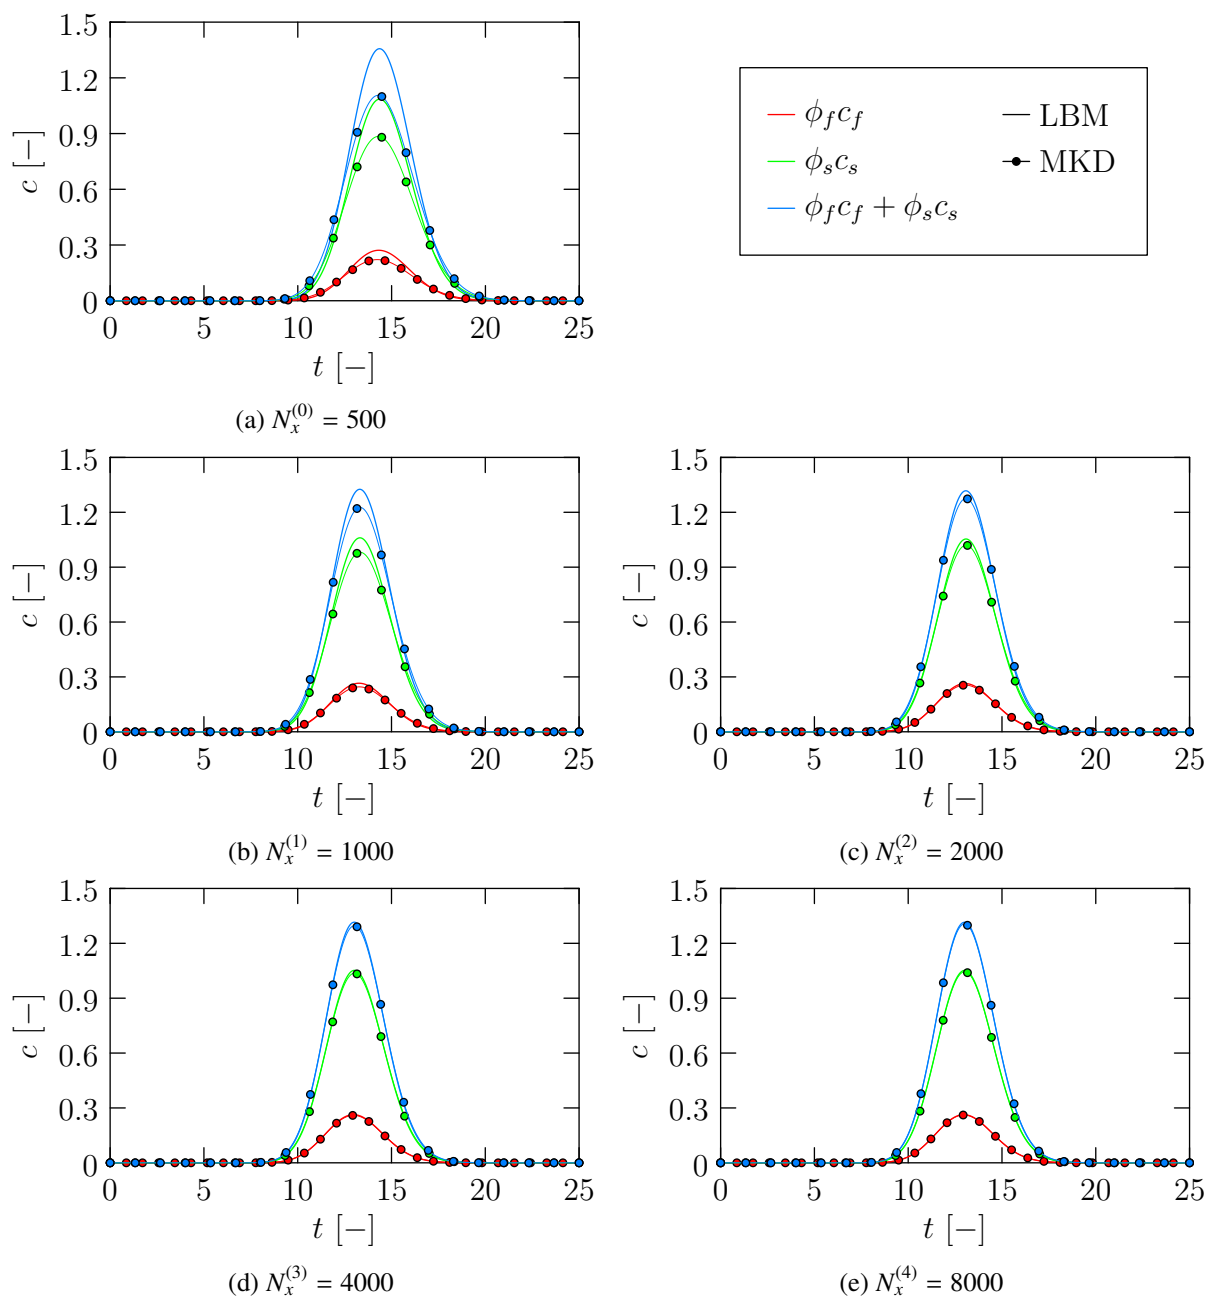 1.5
1.2
0.9
0.6
0.3
0
c [−]
0 5 10 15 20 25
t [−]
(a) N_x^{(0)} = 500
ϕ_f c_f
ϕ_s c_s
ϕ_f c_f + ϕ_s c_s
LBM
MKD
1.5
1.2
0.9
0.6
0.3
0
c [−]
0 5 10 15 20 25
t [−]
(b) N_x^{(1)} = 1000
1.5
1.2
0.9
0.6
0.3
0
c [−]
0 5 10 15 20 25
t [−]
(c) N_x^{(2)} = 2000
1.5
1.2
0.9
0.6
0.3
0
c [−]
0 5 10 15 20 25
t [−]
(d) N_x^{(3)} = 4000
1.5
1.2
0.9
0.6
0.3
0
c [−]
0 5 10 15 20 25
t [−]
(e) N_x^{(4)} = 8000